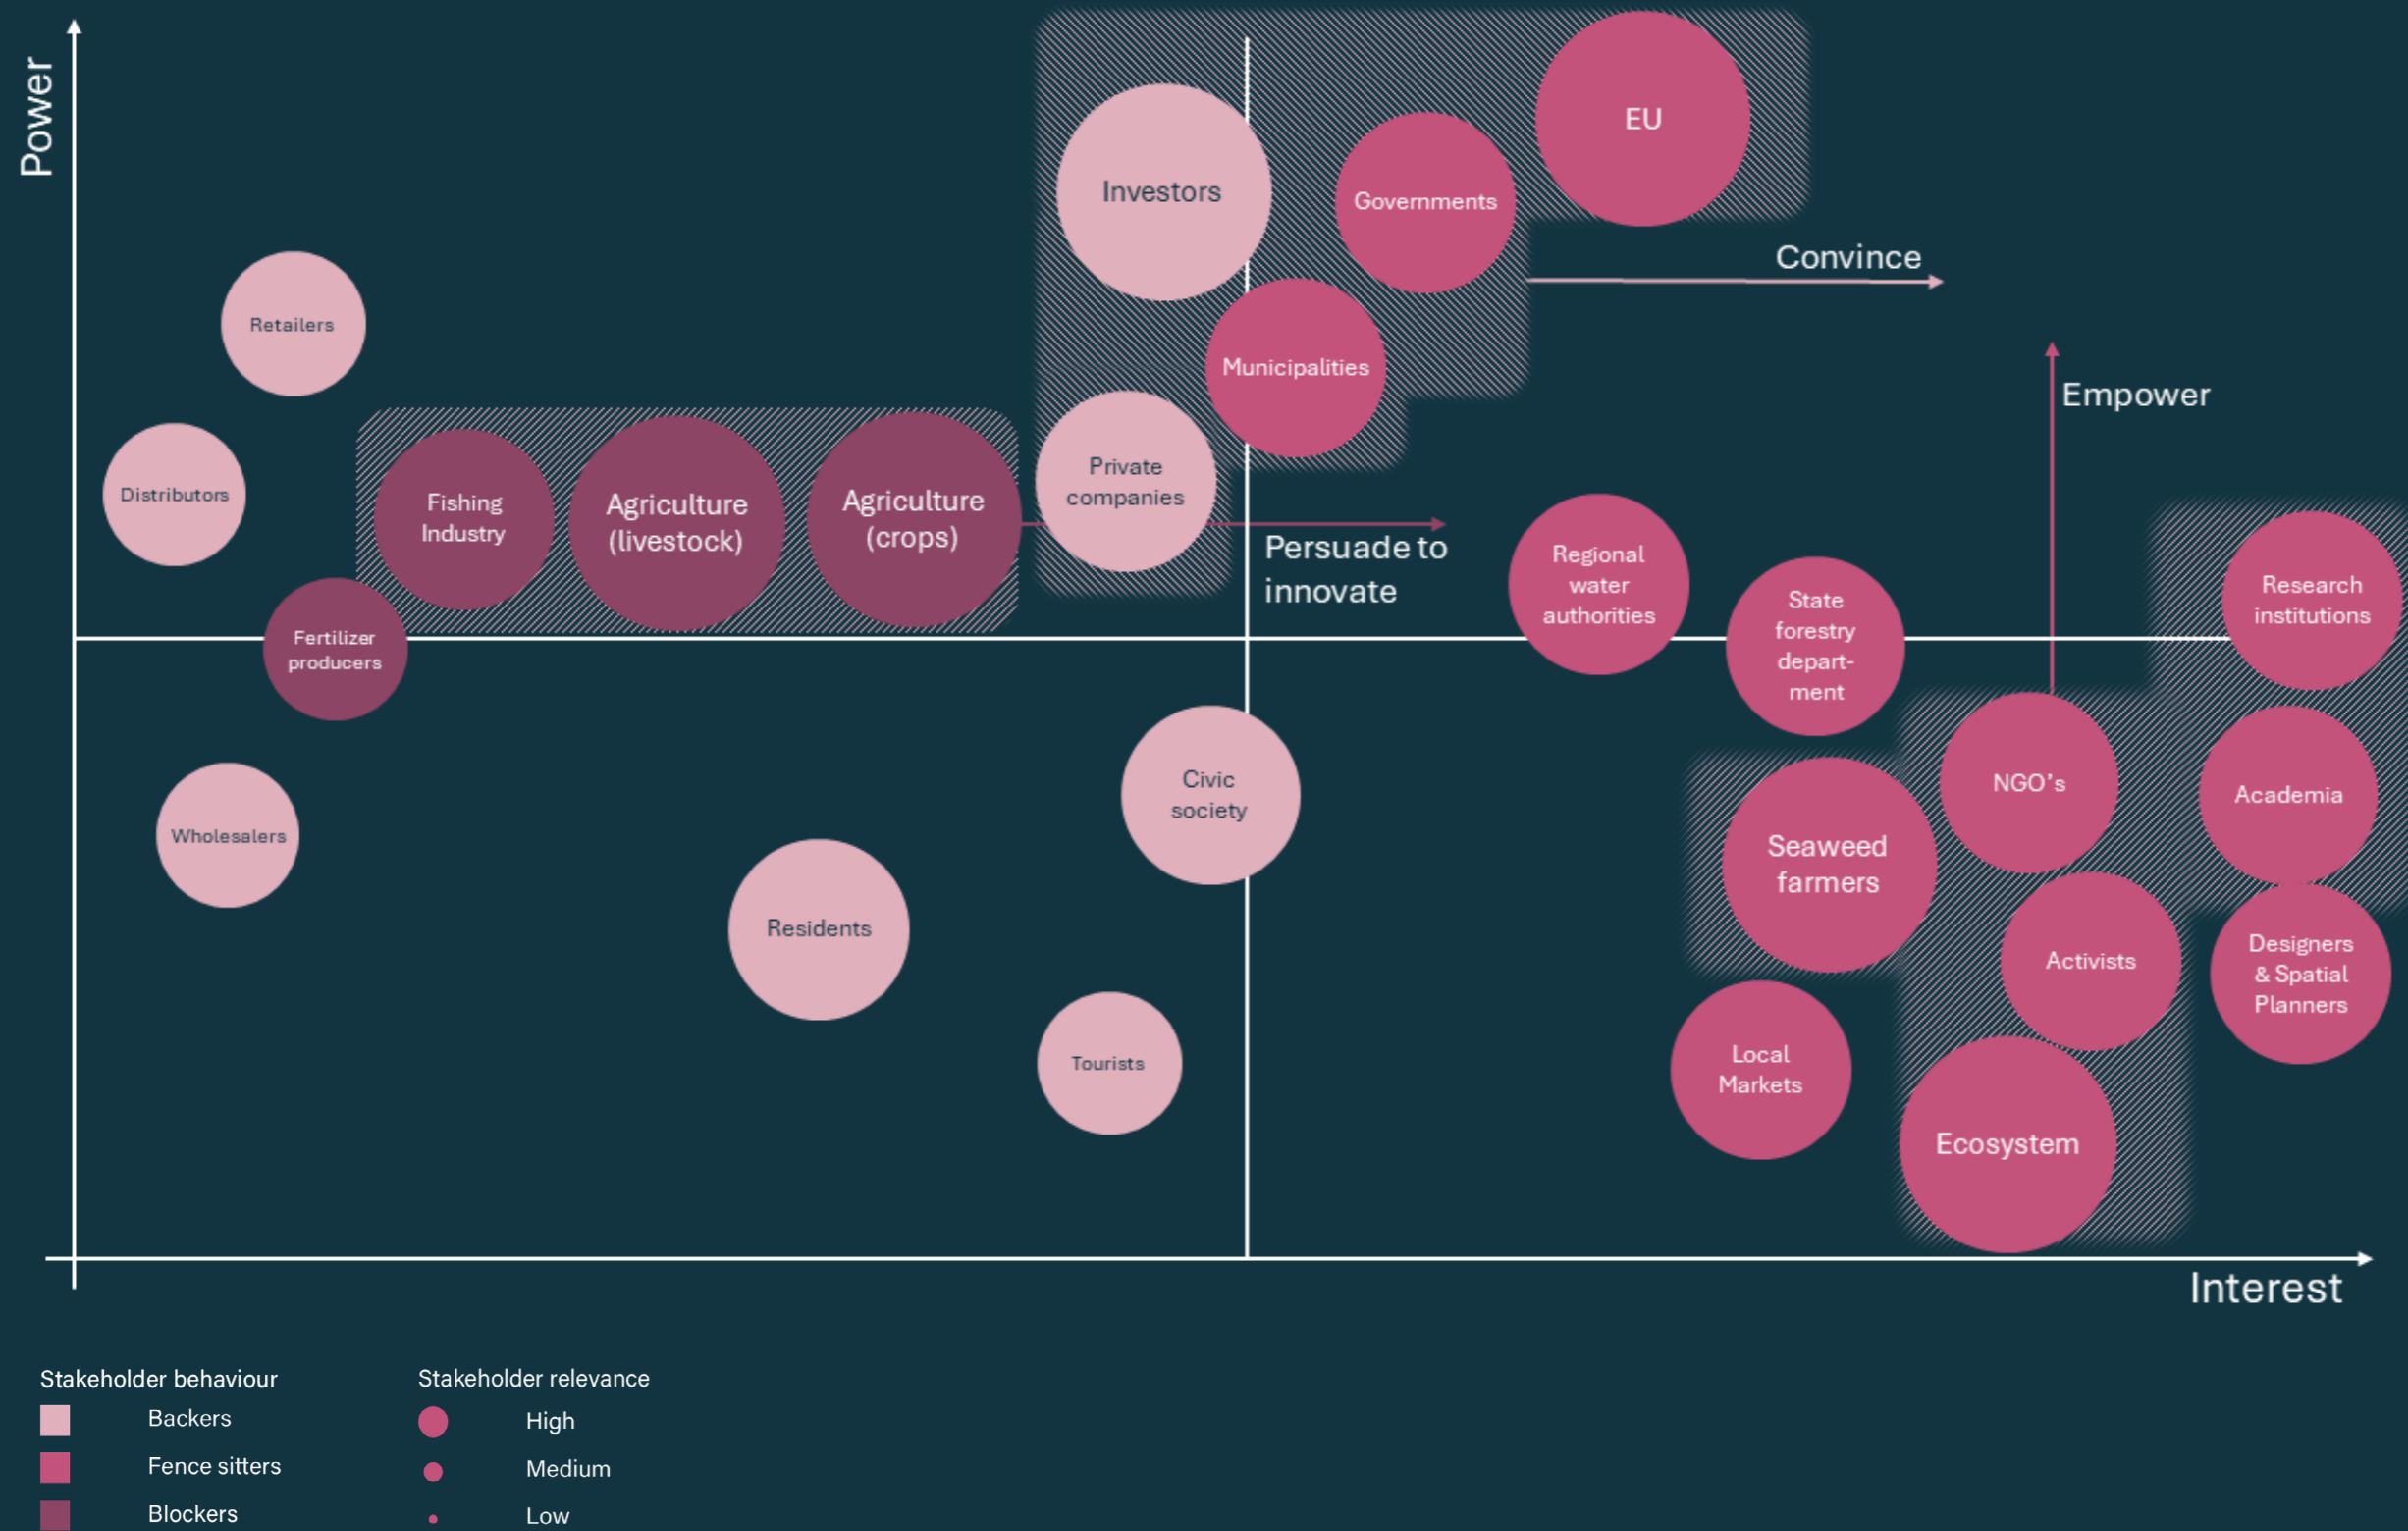 Power
EU
Investors
Governments
Convince
Retailers
Municipalities
Empower
Private
companies
Distributors
Fishing
Industry
Agriculture
(livestock)
Agriculture
(crops)
Persuade to
innovate
Regional
water
authorities
State
forestry
depart-
ment
Research
institutions
Fertilizer
producers
Civic
society
NGO's
Academia
Wholesalers
Seaweed
farmers
Residents
Activists
Designers
& Spatial
Planners
Tourists
Local
Markets
Ecosystem
Interest
Stakeholder behaviour
Backers
Fence sitters
Blockers
Stakeholder relevance
High
Medium
Low